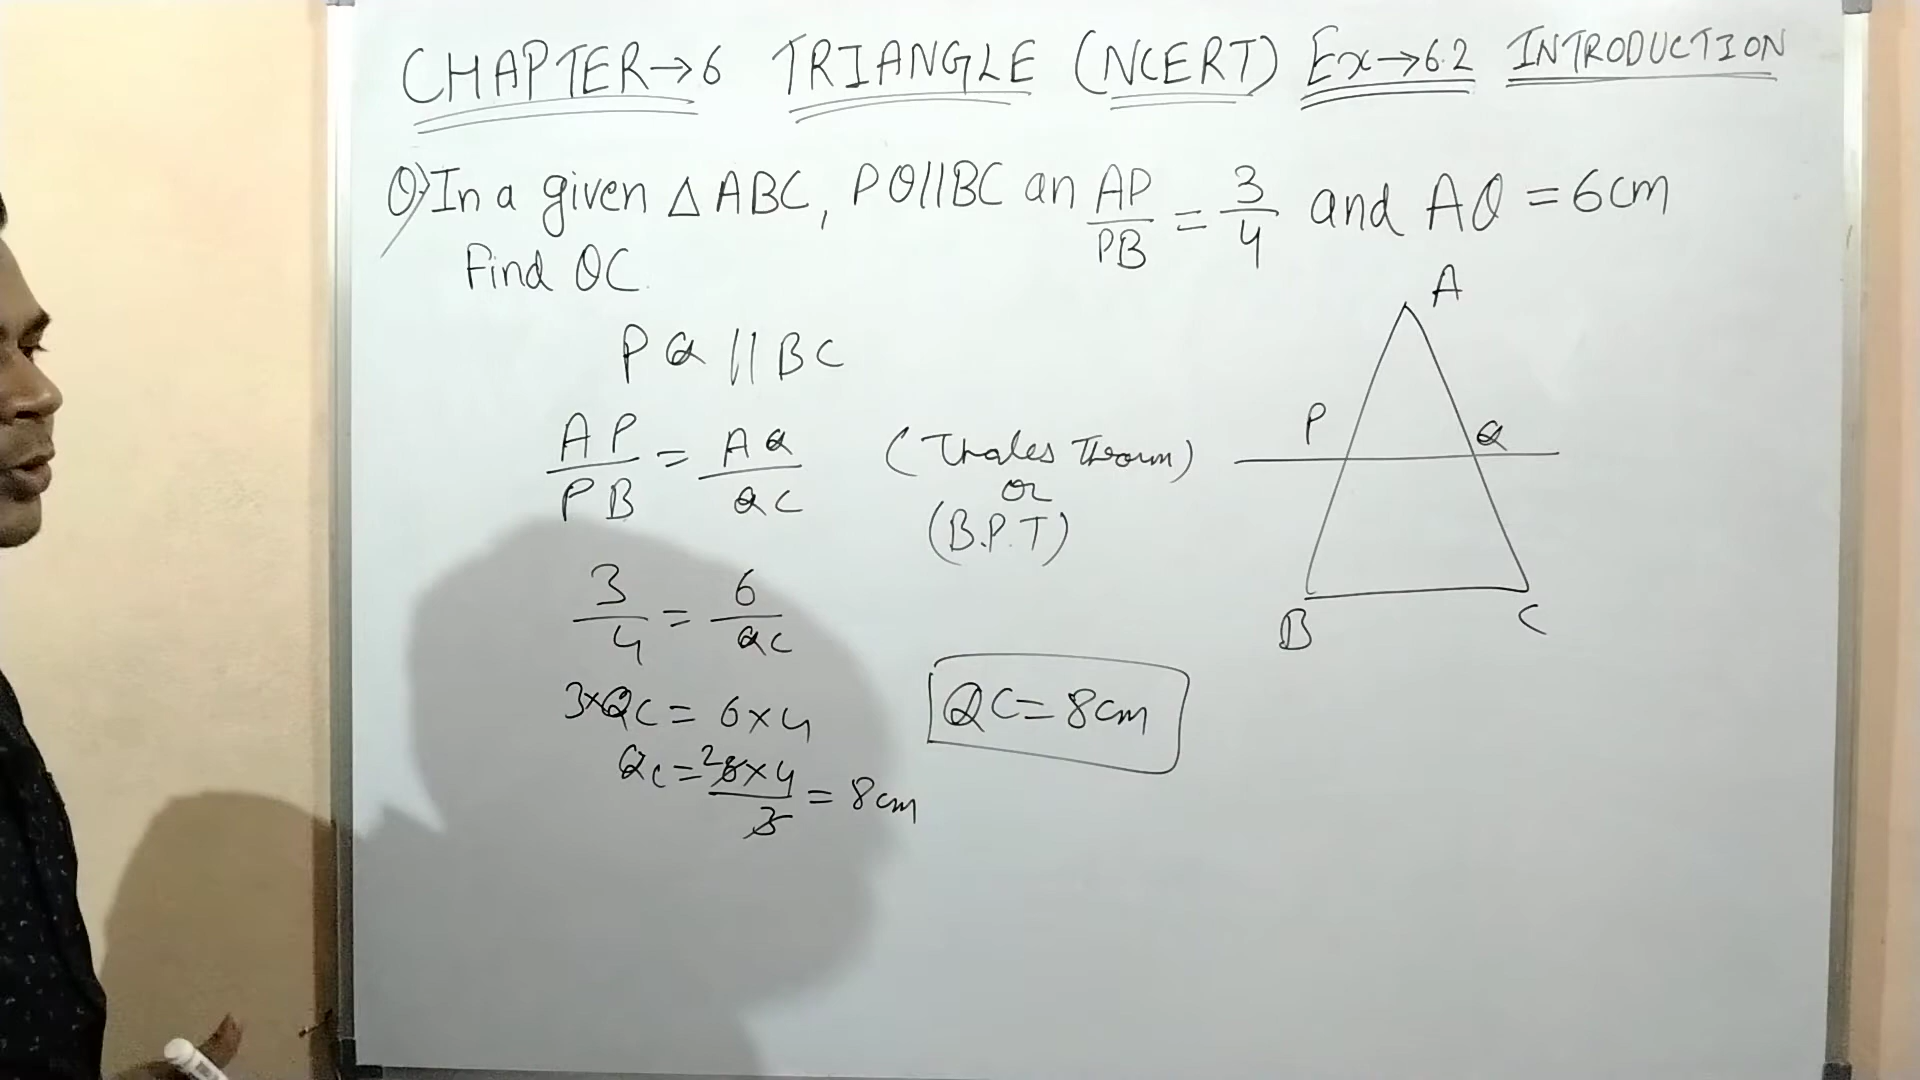 CHAPTER→6 TRIANGLE (NCERT) Ex→6.2 INTRODUCTION
Q) In a given △ABC, PQ||BC an AP/PB = 3/4 and AQ = 6cm
Find QC.
PQ || BC
AP/PB = AQ/QC (Thales Theorm)
or
(B.P.T)
3/4 = 6/QC
3×QC = 6×4
QC = 6×4/3 = 8cm
2
QC = 8cm
A
P Q
B C